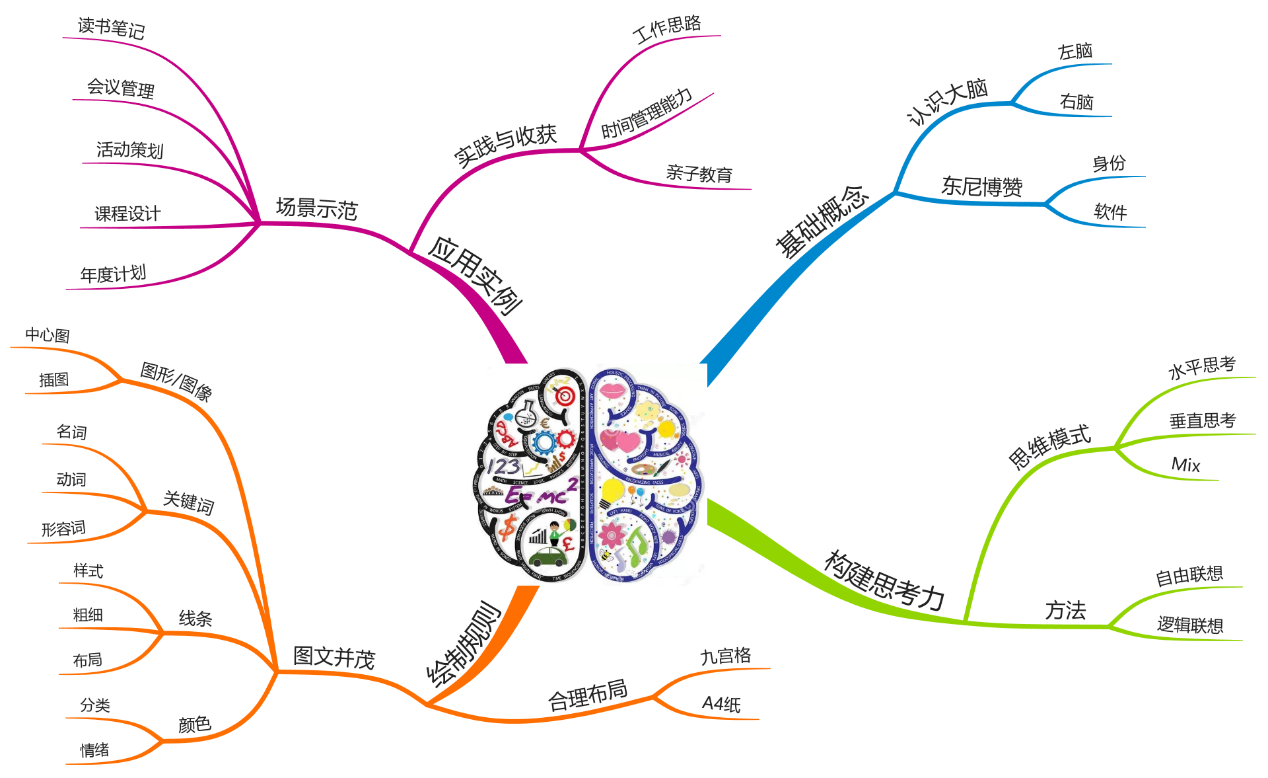 基础概念
认识大脑
左脑
右脑
东尼博赞
身份
软件
构建思考力
思维模式
水平思考
垂直思考
Mix
方法
自由联想
逻辑联想
绘制规则
合理布局
九宫格
A4纸
图文并茂
图形/图像
中心图
插图
关键词
名词
动词
形容词
线条
样式
粗细
布局
颜色
分类
情绪
应用实例
场景示范
读书笔记
会议管理
活动策划
课程设计
年度计划
实践与收获
工作思路
时间管理能力
亲子教育
ABCD
123
E=mc²